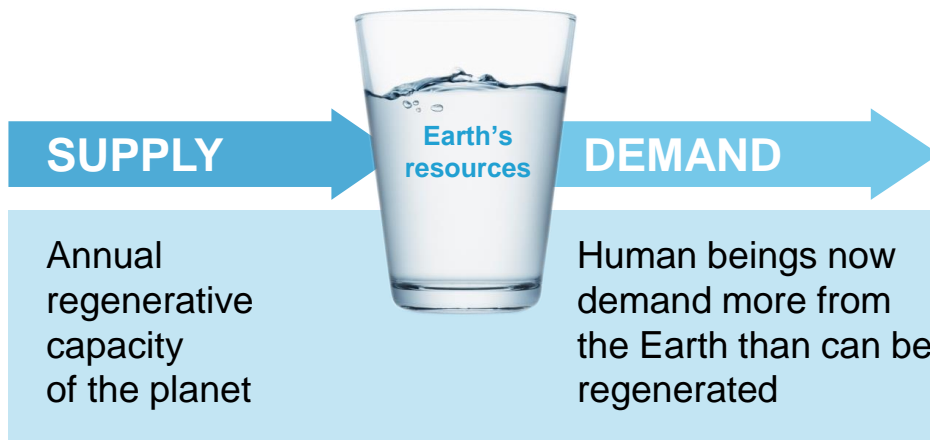 SUPPLY
Earth's
resources
DEMAND
Annual
regenerative
capacity
of the planet
Human beings now
demand more from
the Earth than can be
regenerated